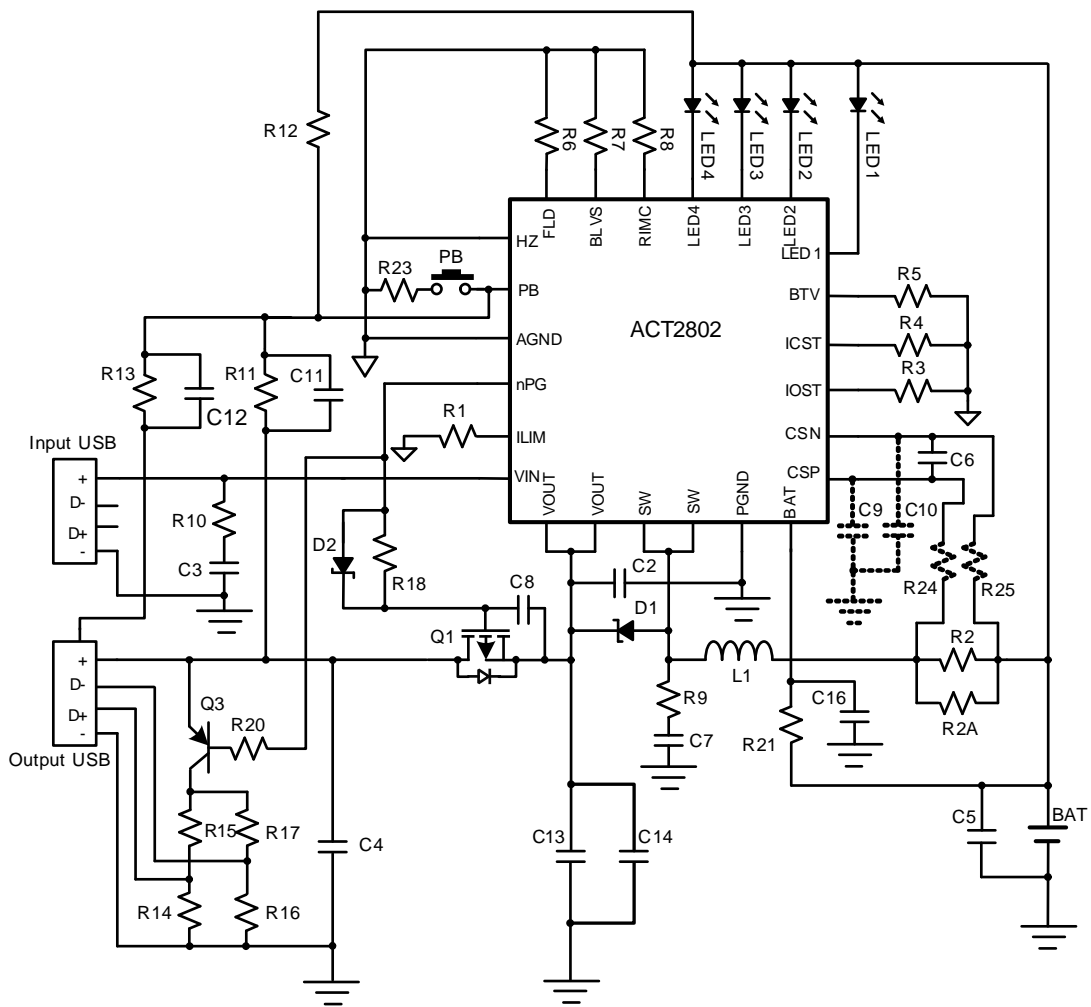 R12
R6
R7
R8
LED4
LED3
LED2
LED1
FLD
BLVS
RIMC
LED4
LED3
LED2
HZ
LED1
R23
PB
PB
BTV
R5
ACT2802
AGND
ICST
R4
R13
R11
C11
C12
nPG
IOST
R3
R1
ILIM
CSN
Input USB
+
D-
D+
-
VIN
CSP
C6
VOUT
VOUT
SW
SW
PGND
BAT
C9
C10
R10
C3
D2
R18
C8
C2
R24
R25
D1
Q1
L1
R2
R2A
+
D-
D+
-
Output USB
Q3
R20
R9
C7
R21
C16
R15
R17
C4
C13
C14
C5
BAT
R14
R16